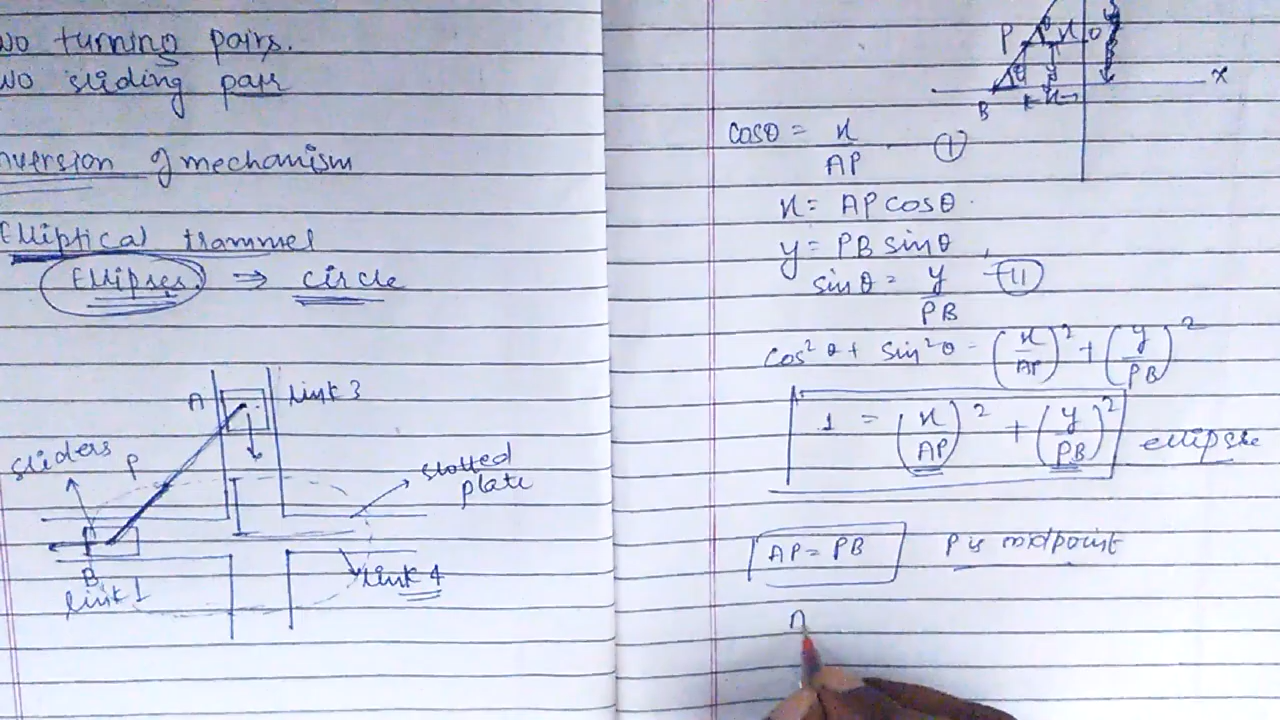 wo turning pairs.
wo sliding pair
nversion of mechanism
Elliptical trammel
Ellipses ⇒ circle
A
link 3
sliders
P
slotted
plate
B
link 1
link 4
P
θ
x
O
θ
y
B
x
x
cosθ = x/AP (I)
x = AP cosθ.
y = PB sinθ,
sinθ = y/PB (II)
cos²θ + sin²θ = (x/AP)² + (y/PB)²
1 = (x/AP)² + (y/PB)² ellipse
AP = PB P is midpoint